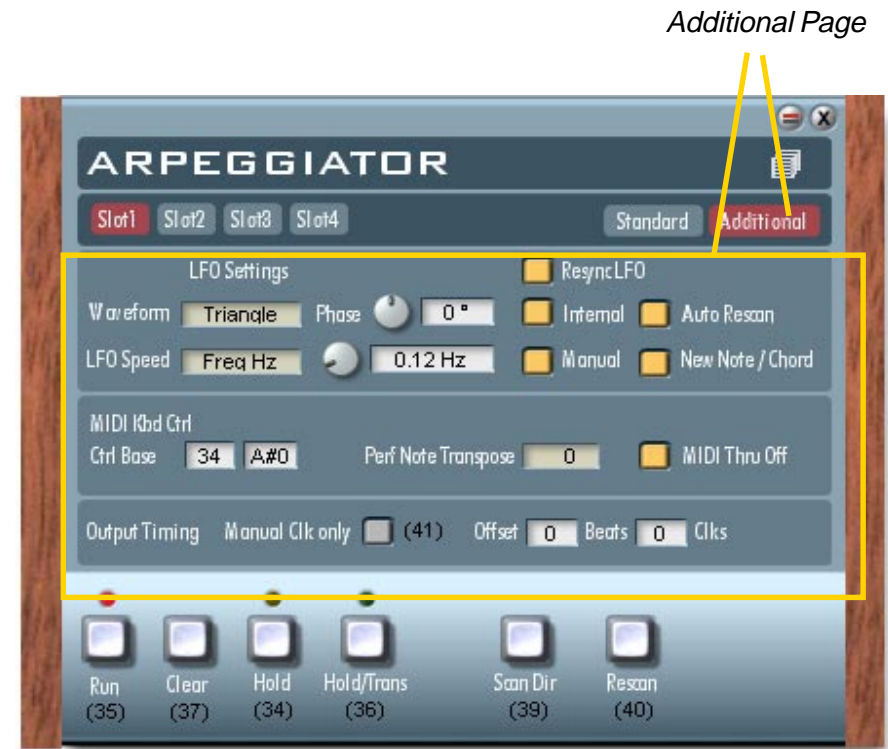 Additional Page
ARPEGGIATOR
Slot1 Slot2 Slot3 Slot4 Standard Additional
LFO Settings ResyncLFO
Waveform Triangle Phase 0 ° Internal Auto Rescan
LFO Speed Freq Hz 0.12 Hz Manual New Note / Chord
MIDI Kbd Ctrl
Ctrl Base 34 A#0 Perf Note Transpose 0 MIDI Thru Off
Output Timing Manual Clk only (41) Offset 0 Beats 0 Clks
Run Clear Hold Hold/Trans Scan Dir Rescan
(35) (37) (34) (36) (39) (40)